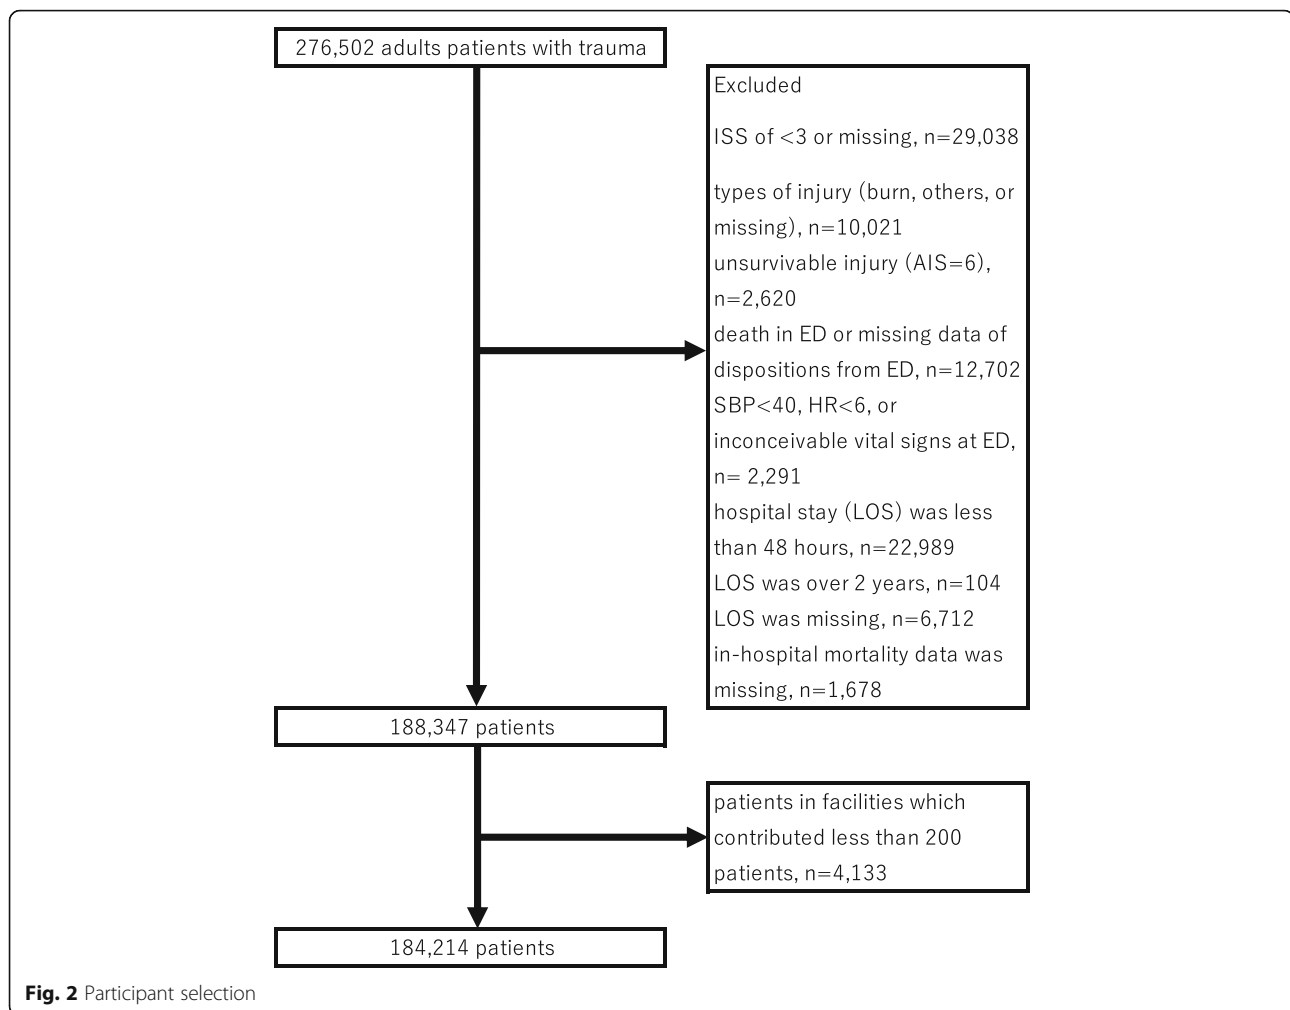 276,502 adults patients with trauma
Excluded
ISS of <3 or missing, n=29,038
types of injury (burn, others, or
missing), n=10,021
unsurvivable injury (AIS=6),
n=2,620
death in ED or missing data of
dispositions from ED, n=12,702
SBP<40, HR<6, or
inconceivable vital signs at ED,
n= 2,291
hospital stay (LOS) was less
than 48 hours, n=22,989
LOS was over 2 years, n=104
LOS was missing, n=6,712
in-hospital mortality data was
missing, n=1,678
188,347 patients
patients in facilities which
contributed less than 200
patients, n=4,133
184,214 patients
Fig. 2 Participant selection